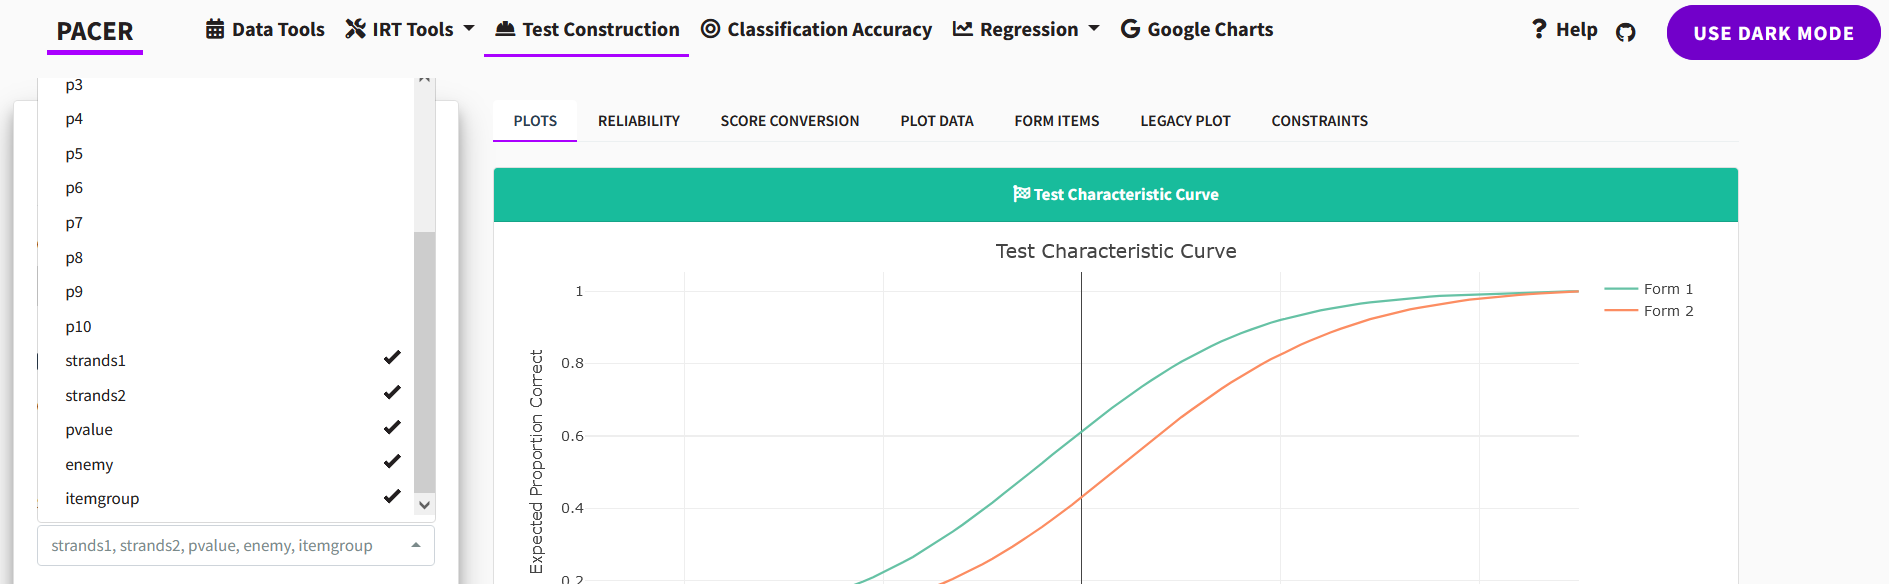 PACER
Data Tools
IRT Tools
Test Construction
Classification Accuracy
Regression
Google Charts
Help
USE DARK MODE
p3
p4
p5
p6
p7
p8
p9
p10
strands1
strands2
pvalue
enemy
itemgroup
strands1, strands2, pvalue, enemy, itemgroup
PLOTS
RELIABILITY
SCORE CONVERSION
PLOT DATA
FORM ITEMS
LEGACY PLOT
CONSTRAINTS
Test Characteristic Curve
Test Characteristic Curve
Expected Proportion Correct
1
0.8
0.6
0.4
0.2
Form 1
Form 2